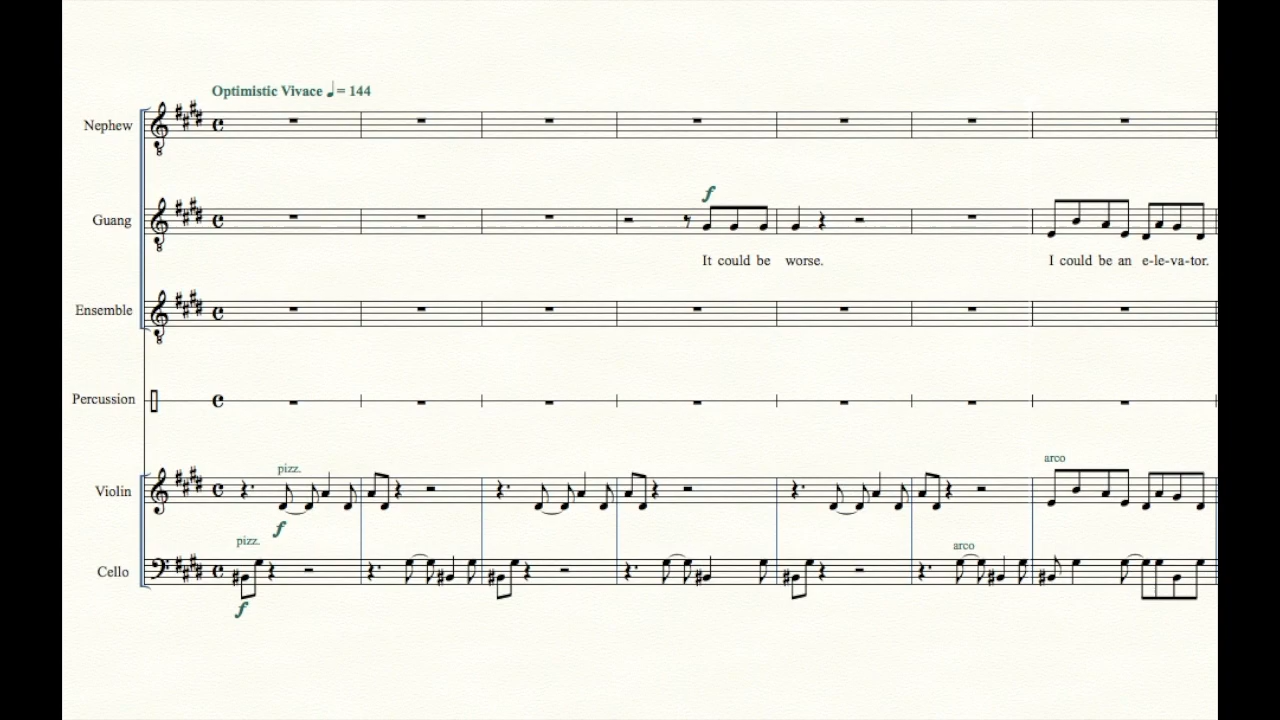 Optimistic Vivace ♩= 144
Nephew
f
Guang
It could be worse. I could be an e-le-va-tor.
Ensemble
Percussion
pizz. arco
Violin
f
pizz. arco
Cello
f